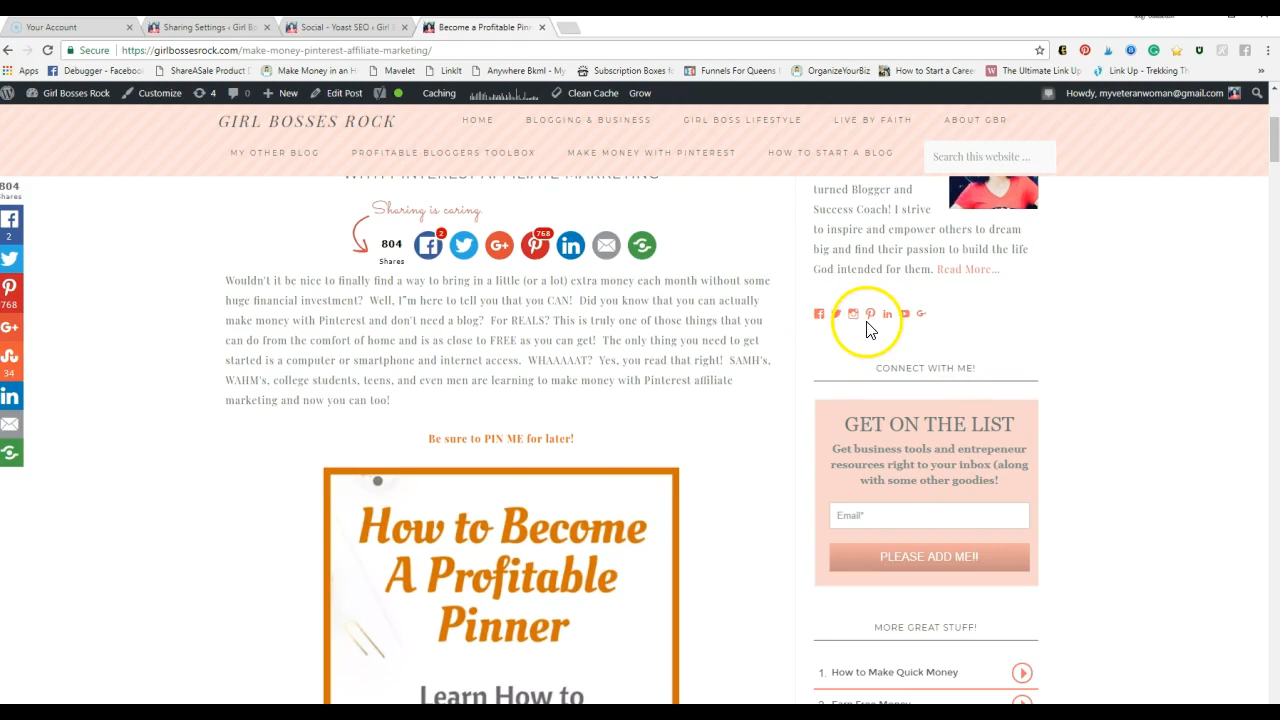 Your Account
Sharing Settings ‹ Girl Bo
Social - Yoast SEO ‹ Girl B
Become a Profitable Pinn
Secure
https://girlbossesrock.com/make-money-pinterest-affiliate-marketing/
Apps
Debugger - Facebook
ShareASale Product D
Make Money in an H
Mavelet
LinkIt
Anywhere Bkml - My
Subscription Boxes fo
Funnels For Queens
OrganizeYourBiz
How to Start a Caree
The Ultimate Link Up
Link Up - Trekking Th
»
Girl Bosses Rock
Customize
4
0
New
Edit Post
Caching
Clean Cache
Grow
Howdy, myveteranwoman@gmail.com
GIRL BOSSES ROCK
HOME
BLOGGING & BUSINESS
GIRL BOSS LIFESTYLE
LIVE BY FAITH
ABOUT GBR
MY OTHER BLOG
PROFITABLE BLOGGERS TOOLBOX
MAKE MONEY WITH PINTEREST
HOW TO START A BLOG
Search this website ...
WITH PINTEREST AFFILIATE MARKETING
804
Shares
2
768
34
Sharing is caring.
804
Shares
2
768
Wouldn't it be nice to finally find a way to bring in a little (or a lot) extra money each month without some
huge financial investment? Well, I"m here to tell you that you CAN! Did you know that you can actually
make money with Pinterest and don't need a blog? For REALS? This is truly one of those things that you
can do from the comfort of home and is as close to FREE as you can get! The only thing you need to get
started is a computer or smartphone and internet access. WHAAAAAT? Yes, you read that right! SAMH's,
WAHM's, college students, teens, and even men are learning to make money with Pinterest affiliate
marketing and now you can too!
Be sure to PIN ME for later!
How to Become
A Profitable
Pinner
Learn How to
turned Blogger and
Success Coach! I strive
to inspire and empower others to dream
big and find their passion to build the life
God intended for them. Read More...
CONNECT WITH ME!
GET ON THE LIST
Get business tools and entrepeneur
resources right to your inbox (along
with some other goodies!
Email*
PLEASE ADD ME!!
MORE GREAT STUFF!
1. How to Make Quick Money
2. Earn Free Money